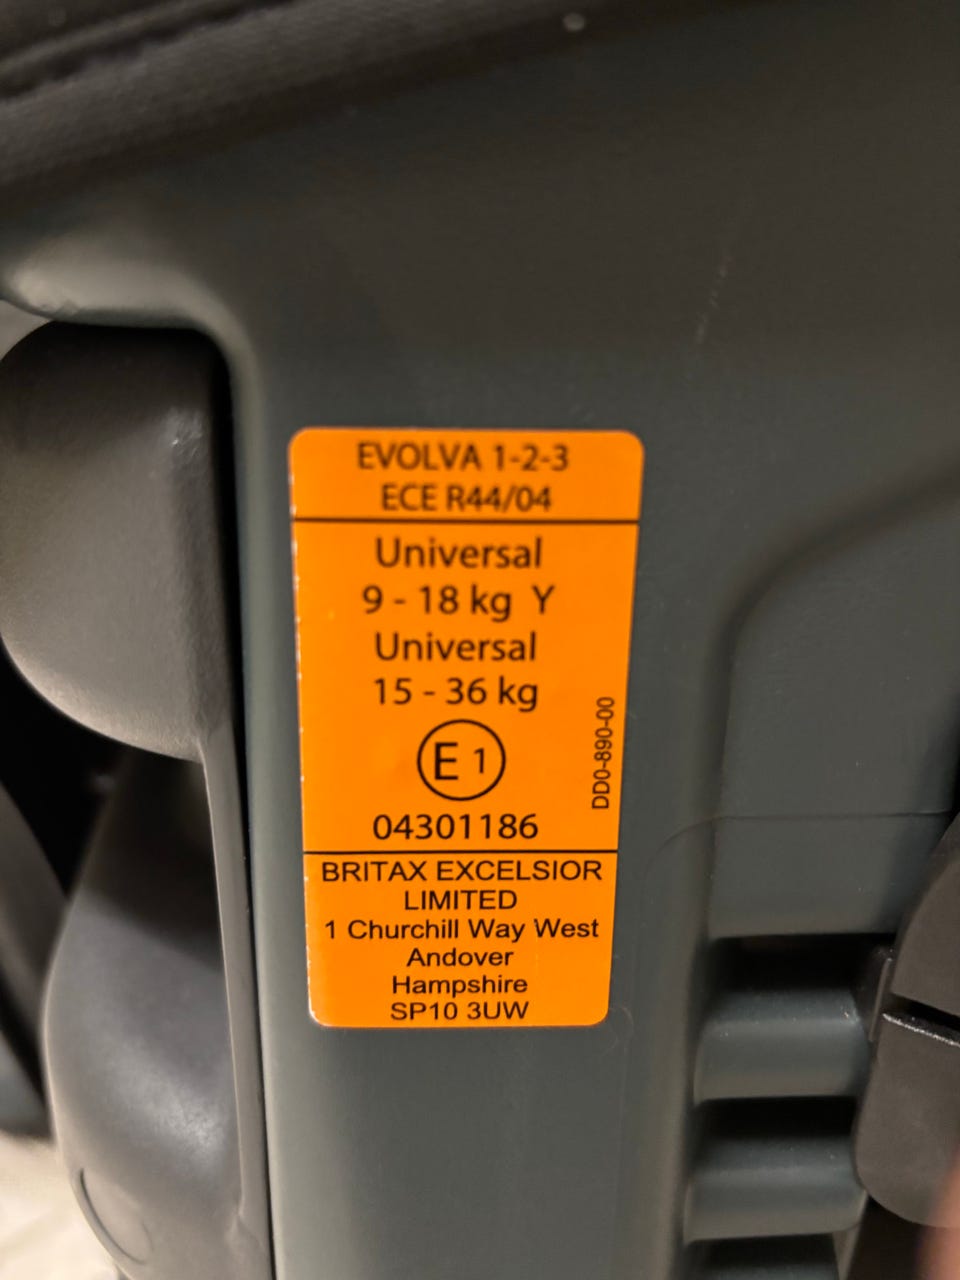 EVOLVA 1-2-3
ECE R44/04
Universal
9 - 18 kg Y
Universal
15 - 36 kg
E 1
04301186
DD0-890-00
BRITAX EXCELSIOR
LIMITED
1 Churchill Way West
Andover
Hampshire
SP10 3UW